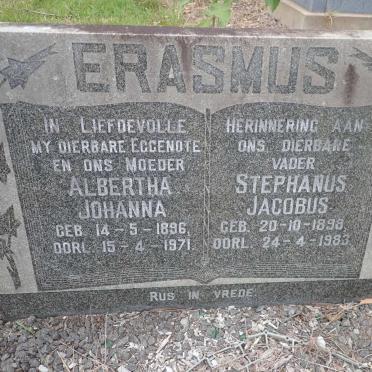 ERASMUS
IN LIEFDEVOLLE
MY DIERBARE EGGENOTE
EN ONS MOEDER
ALBERTHA
JOHANNA
GEB. 14-5-1896.
OORL. 15-4-1971.
HERINNERING AAN
ONS DIERBARE
VADER
STEPHANUS
JACOBUS
GEB. 20-10-1898.
OORL. 24-4-1983.
RUS IN VREDE.